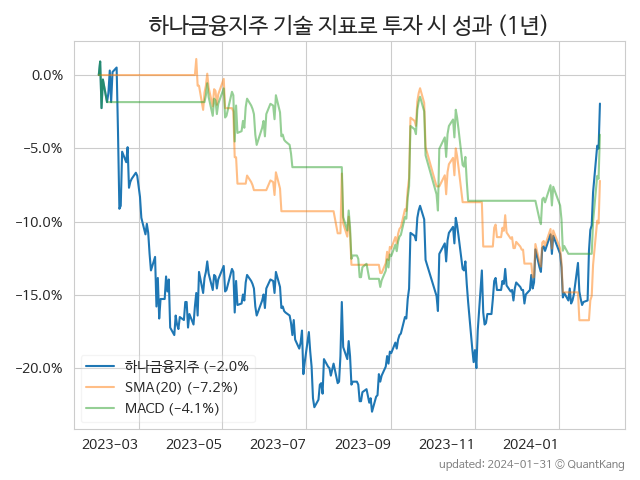 하나금융지주 기술 지표로 투자 시 성과 (1년)
0.0%
−5.0%
−10.0%
−15.0%
−20.0%
하나금융지주 (−2.0%
SMA(20) (−7.2%)
MACD (−4.1%)
2023-03 2023-05 2023-07 2023-09 2023-11 2024-01
updated: 2024-01-31 © QuantKang